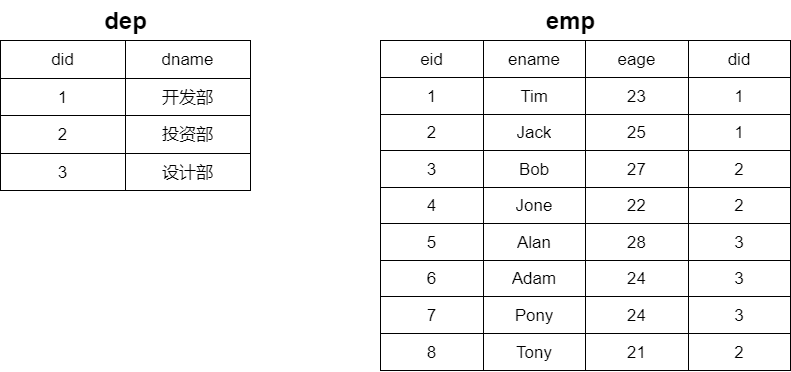 dep
did dname
1 开发部
2 投资部
3 设计部
emp
eid ename eage did
1 Tim 23 1
2 Jack 25 1
3 Bob 27 2
4 Jone 22 2
5 Alan 28 3
6 Adam 24 3
7 Pony 24 3
8 Tony 21 2